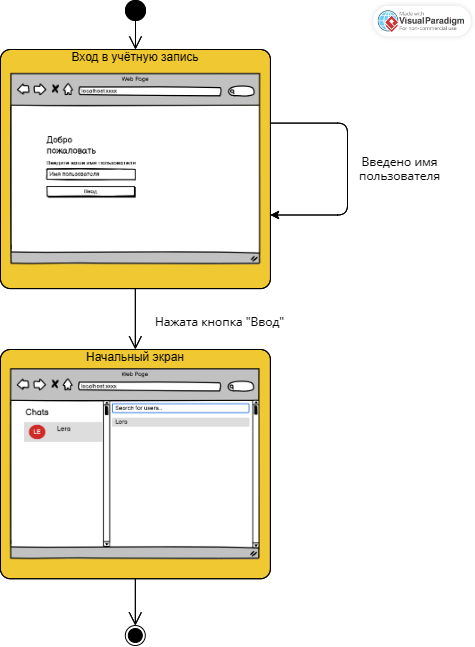 Made with
VisualParadigm
For non-commercial use
Вход в учётную запись
Web Page
localhost:xxxx
Добро
пожаловать
Введите ваше имя пользователя
Имя пользователя
Ввод
Введено имя
пользователя
Нажата кнопка "Ввод"
Начальный экран
Web Page
localhost:xxxx
Chats
LE
Lera
Search for users...
Lera